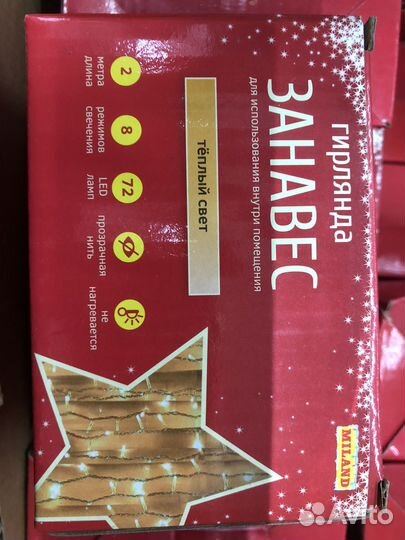 гирлянда
ЗАНАВЕС
для использования внутри помещения
тёплый свет
2
метра
длина
8
режимов
свечения
72
LED
ламп
прозрачная
нить
не
нагревается
MILAND
Avito